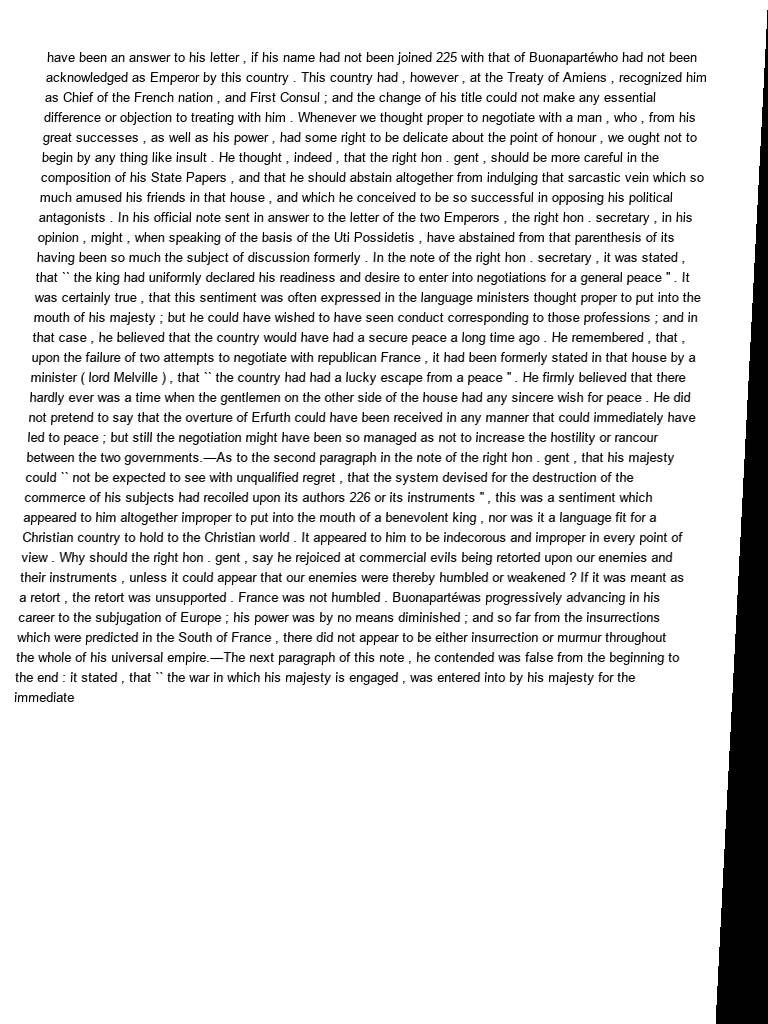 have been an answer to his letter , if his name had not been joined 225 with that of Buonapartéwho had not been
acknowledged as Emperor by this country . This country had , however , at the Treaty of Amiens , recognized him
as Chief of the French nation , and First Consul ; and the change of his title could not make any essential
difference or objection to treating with him . Whenever we thought proper to negotiate with a man , who , from his
great successes , as well as his power , had some right to be delicate about the point of honour , we ought not to
begin by any thing like insult . He thought , indeed , that the right hon . gent , should be more careful in the
composition of his State Papers , and that he should abstain altogether from indulging that sarcastic vein which so
much amused his friends in that house , and which he conceived to be so successful in opposing his political
antagonists . In his official note sent in answer to the letter of the two Emperors , the right hon . secretary , in his
opinion , might , when speaking of the basis of the Uti Possidetis , have abstained from that parenthesis of its
having been so much the subject of discussion formerly . In the note of the right hon . secretary , it was stated ,
that `` the king had uniformly declared his readiness and desire to enter into negotiations for a general peace " . It
was certainly true , that this sentiment was often expressed in the language ministers thought proper to put into the
mouth of his majesty ; but he could have wished to have seen conduct corresponding to those professions ; and in
that case , he believed that the country would have had a secure peace a long time ago . He remembered , that ,
upon the failure of two attempts to negotiate with republican France , it had been formerly stated in that house by a
minister ( lord Melville ) , that `` the country had had a lucky escape from a peace " . He firmly believed that there
hardly ever was a time when the gentlemen on the other side of the house had any sincere wish for peace . He did
not pretend to say that the overture of Erfurth could have been received in any manner that could immediately have
led to peace ; but still the negotiation might have been so managed as not to increase the hostility or rancour
between the two governments.—As to the second paragraph in the note of the right hon . gent , that his majesty
could `` not be expected to see with unqualified regret , that the system devised for the destruction of the
commerce of his subjects had recoiled upon its authors 226 or its instruments " , this was a sentiment which
appeared to him altogether improper to put into the mouth of a benevolent king , nor was it a language fit for a
Christian country to hold to the Christian world . It appeared to him to be indecorous and improper in every point of
view . Why should the right hon . gent , say he rejoiced at commercial evils being retorted upon our enemies and
their instruments , unless it could appear that our enemies were thereby humbled or weakened ? If it was meant as
a retort , the retort was unsupported . France was not humbled . Buonapartéwas progressively advancing in his
career to the subjugation of Europe ; his power was by no means diminished ; and so far from the insurrections
which were predicted in the South of France , there did not appear to be either insurrection or murmur throughout
the whole of his universal empire.—The next paragraph of this note , he contended was false from the beginning to
the end : it stated , that `` the war in which his majesty is engaged , was entered into by his majesty for the
immediate